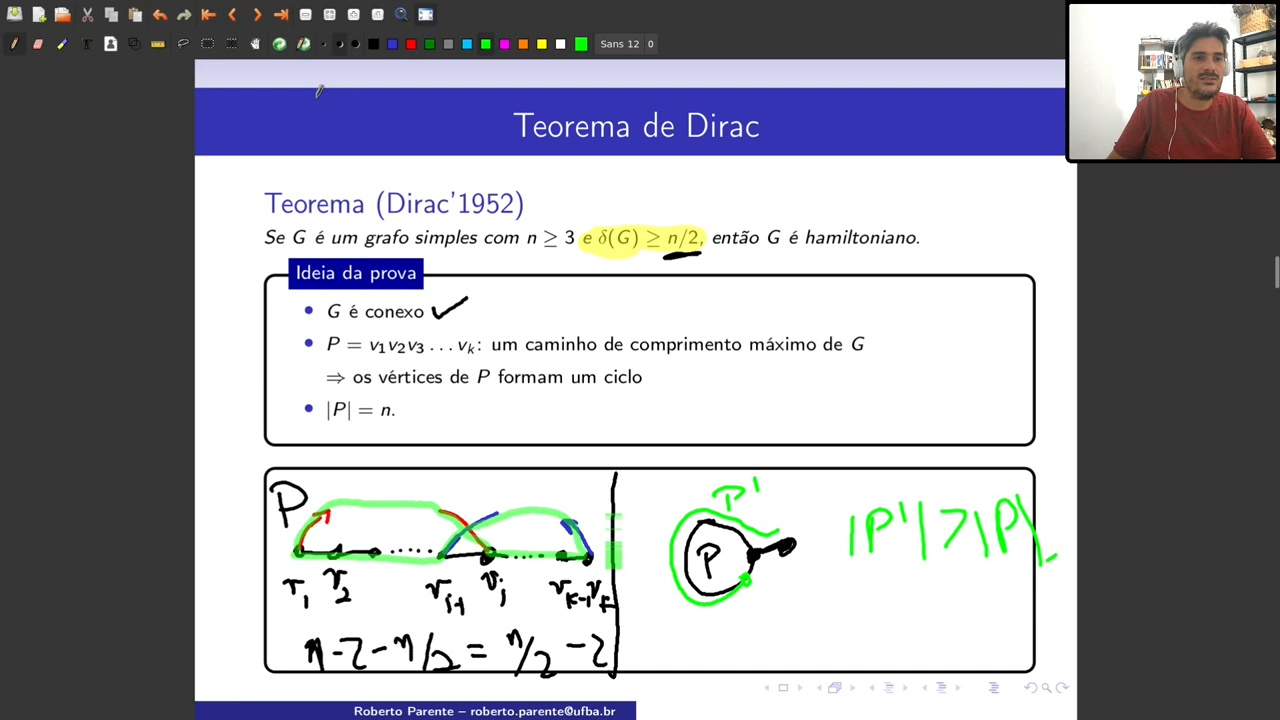 Sans 12 0
Teorema de Dirac
Teorema (Dirac'1952)
Se G é um grafo simples com n ≥ 3 e δ(G) ≥ n/2, então G é hamiltoniano.
Ideia da prova
• G é conexo ✓
• P = v₁v₂v₃ . . . vₖ: um caminho de comprimento máximo de G
⇒ os vértices de P formam um ciclo
• |P| = n.
P
v₁ v₂ vᵢ₋₁ vᵢ vₖ₋₁ vₖ
n - 2 - n/2 = n/2 - 2
P'
P
|P'| > |P|.
Roberto Parente – roberto.parente@ufba.br